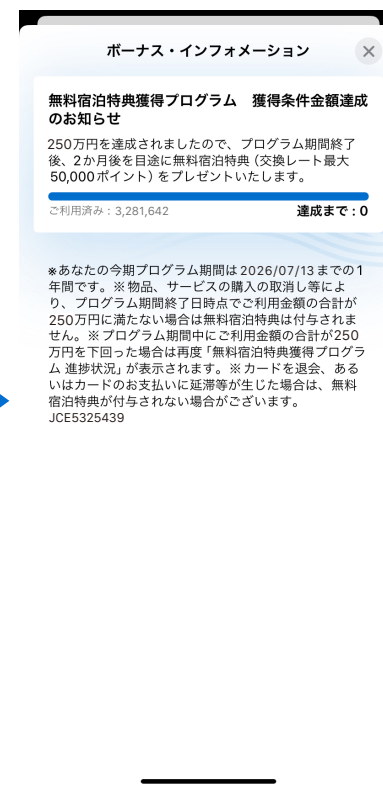 ボーナス・インフォメーション
無料宿泊特典獲得プログラム　獲得条件金額達成
のお知らせ
250万円を達成されましたので、プログラム期間終了
後、2か月後を目途に無料宿泊特典（交換レート最大
50,000ポイント）をプレゼントいたします。
ご利用済み：3,281,642 達成まで：0
※あなたの今期プログラム期間は2026/07/13までの1
年間です。※物品、サービスの購入の取消し等によ
り、プログラム期間終了日時点でご利用金額の合計が
250万円に満たない場合は無料宿泊特典は付与されま
せん。※プログラム期間中にご利用金額の合計が250
万円を下回った場合は再度「無料宿泊特典獲得プログラ
ム 進捗状況」が表示されます。※カードを退会、ある
いはカードのお支払いに延滞等が生じた場合は、無料
宿泊特典が付与されない場合がございます。
JCE5325439